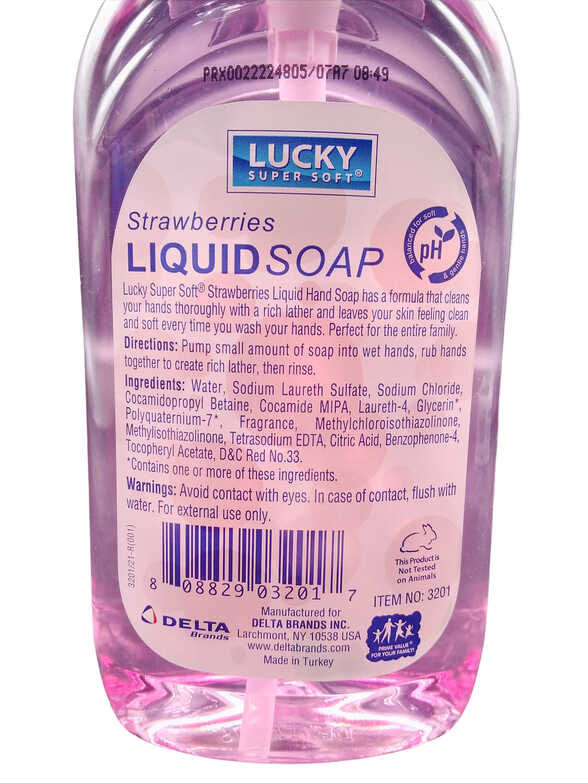 PRX0022224805/07A7 08:49
LUCKY
SUPER SOFT®
Strawberries
LIQUID SOAP
balanced for soft
pH
& gentle hands
Lucky Super Soft® Strawberries Liquid Hand Soap has a formula that cleans
your hands thoroughly with a rich lather and leaves your skin feeling clean
and soft every time you wash your hands. Perfect for the entire family.
Directions: Pump small amount of soap into wet hands, rub hands
together to create rich lather, then rinse.
Ingredients: Water, Sodium Laureth Sulfate, Sodium Chloride,
Cocamidopropyl Betaine, Cocamide MIPA, Laureth-4, Glycerin*,
Polyquaternium-7*, Fragrance, Methylchloroisothiazolinone,
Methylisothiazolinone, Tetrasodium EDTA, Citric Acid, Benzophenone-4,
Tocopheryl Acetate, D&C Red No.33.
*Contains one or more of these ingredients.
Warnings: Avoid contact with eyes. In case of contact, flush with
water. For external use only.
3201/21-R(001)
8 08829 03201 7
This Product is
Not Tested
on Animals
ITEM NO: 3201
DELTA
Brands
Manufactured for
DELTA BRANDS INC.
Larchmont, NY 10538 USA
www.deltabrands.com
Made in Turkey
PRIME VALUE®
FOR YOUR FAMILY!